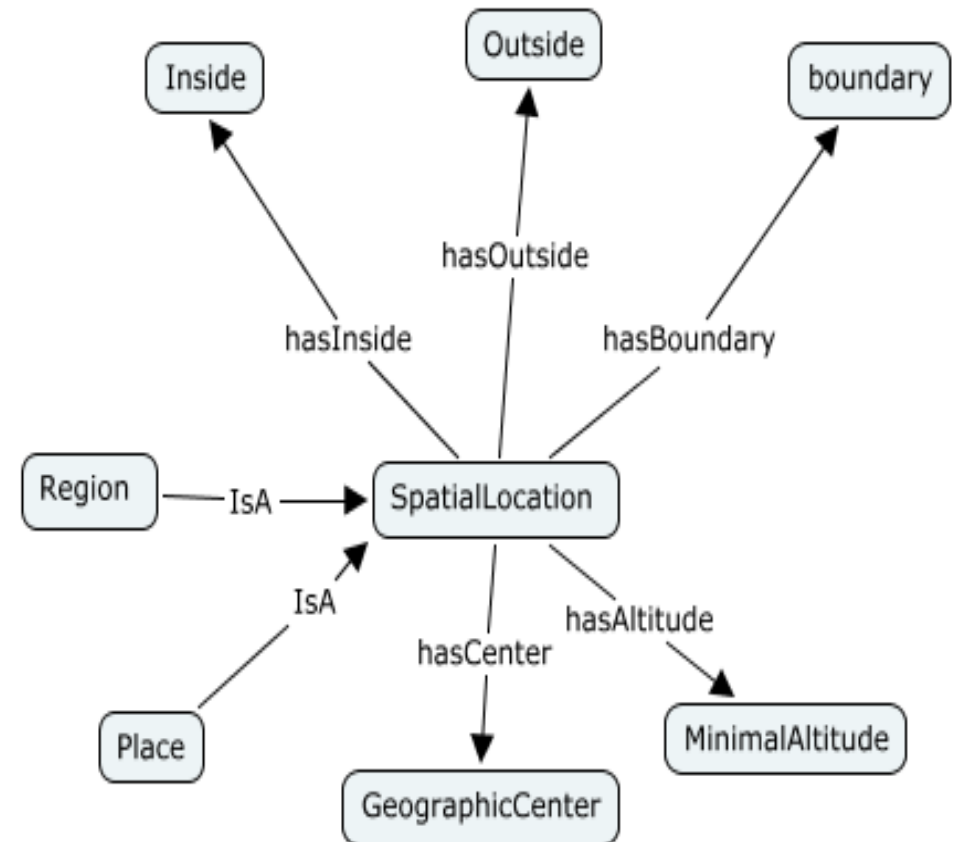 Outside
Inside
boundary
hasOutside
hasInside
hasBoundary
Region
IsA
SpatialLocation
IsA
hasAltitude
hasCenter
Place
MinimalAltitude
GeographicCenter